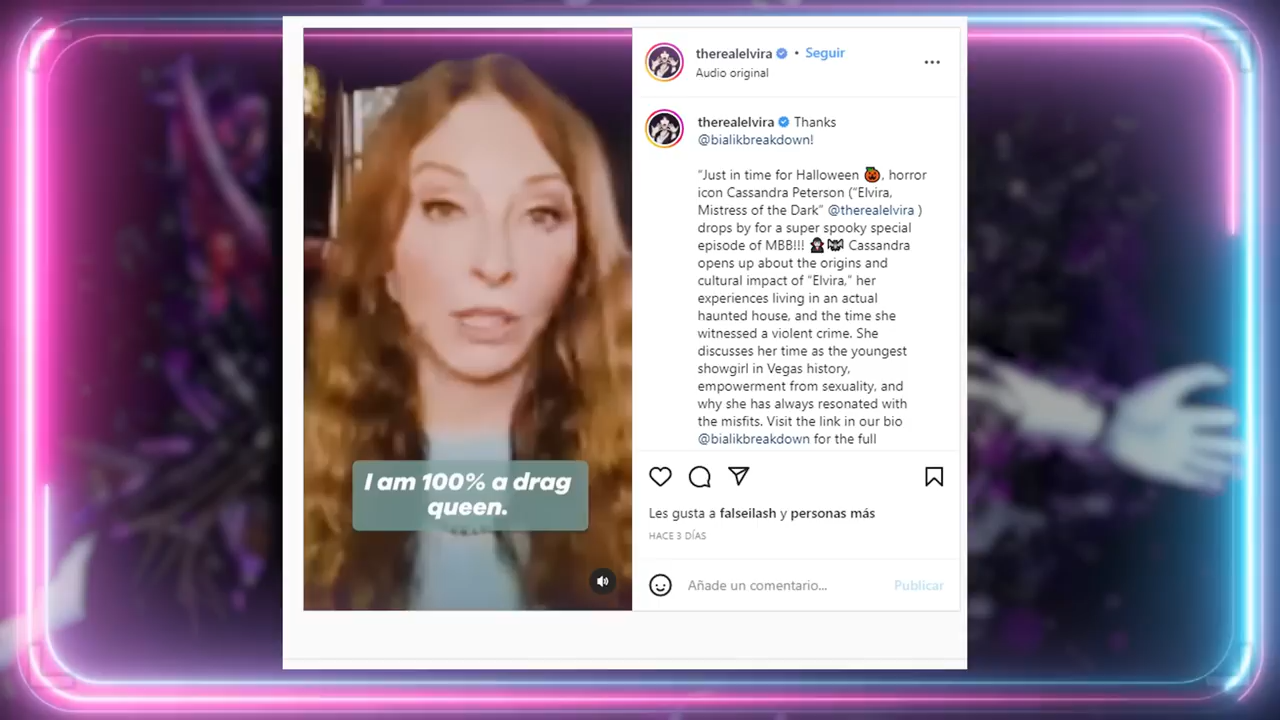 therealelvira • Seguir
Audio original
therealelvira Thanks
@bialikbreakdown!
"Just in time for Halloween 🎃, horror
icon Cassandra Peterson ("Elvira,
Mistress of the Dark" @therealelvira )
drops by for a super spooky special
episode of MBB!!! 🧛🏻‍♀️🦇 Cassandra
opens up about the origins and
cultural impact of "Elvira," her
experiences living in an actual
haunted house, and the time she
witnessed a violent crime. She
discusses her time as the youngest
showgirl in Vegas history,
empowerment from sexuality, and
why she has always resonated with
the misfits. Visit the link in our bio
@bialikbreakdown for the full
I am 100% a drag
queen.
Les gusta a falseilash y personas más
HACE 3 DÍAS
Añade un comentario... Publicar